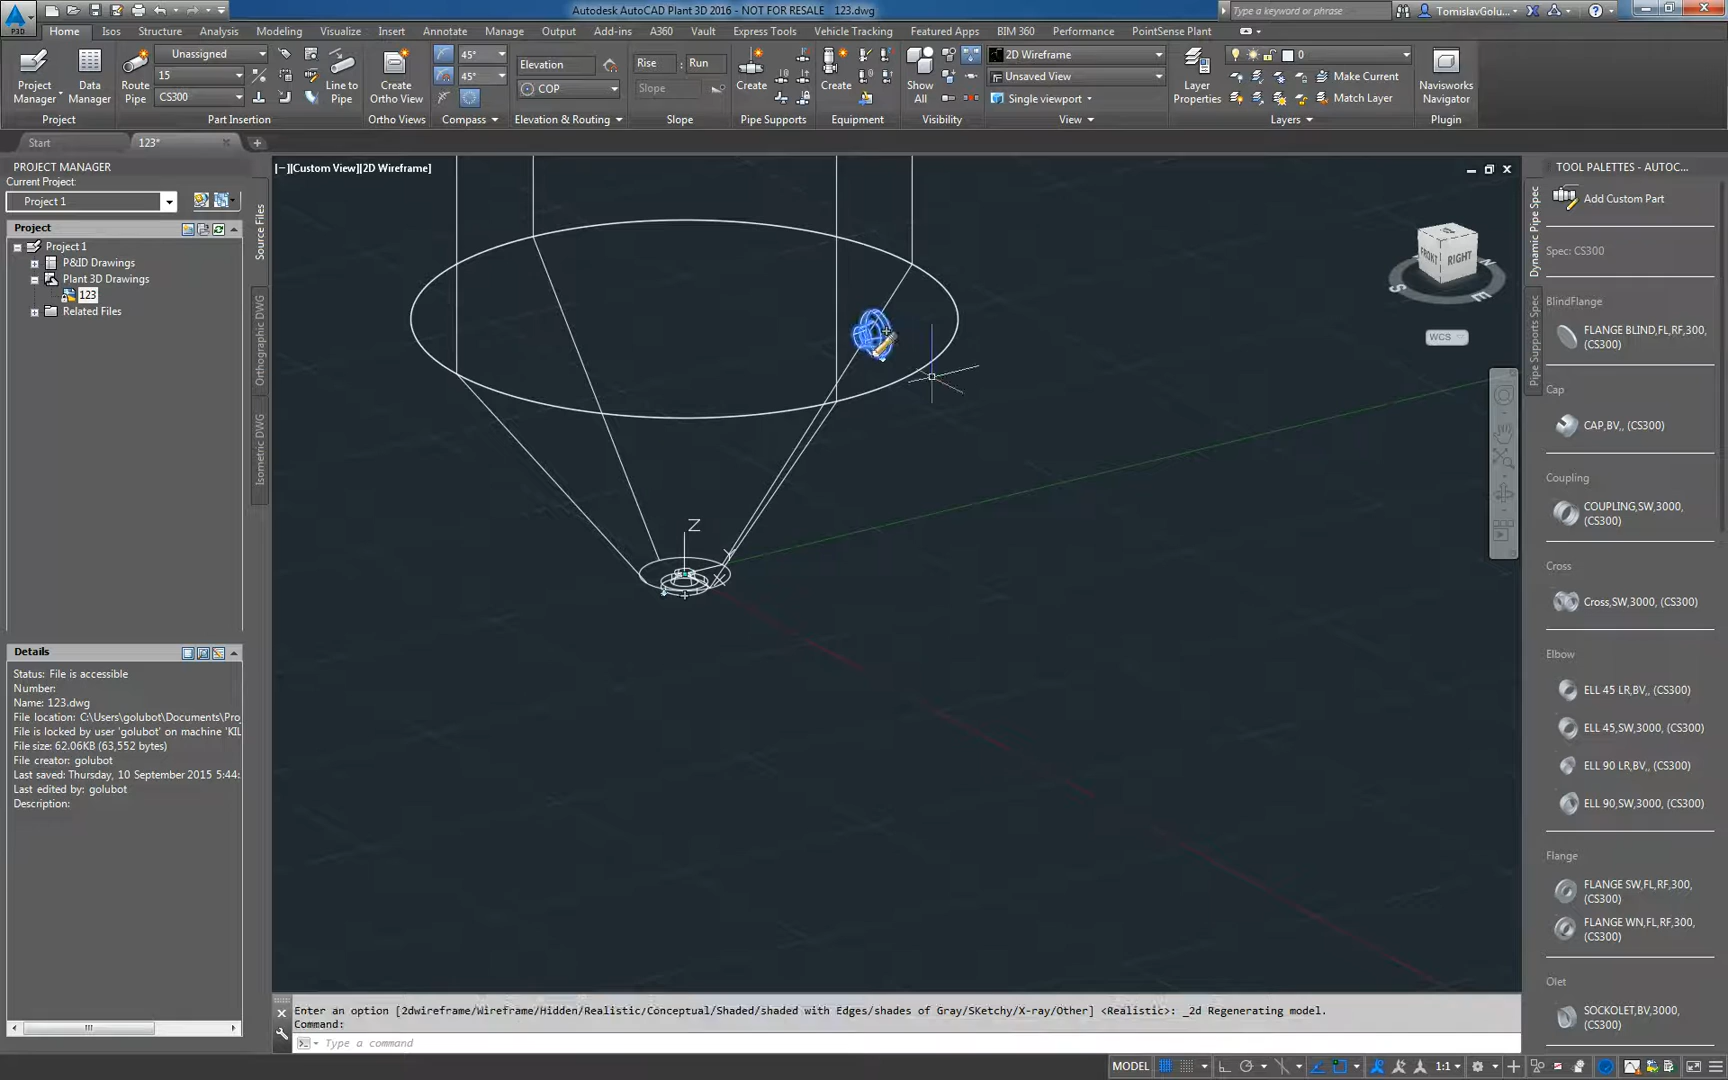 Autodesk AutoCAD Plant 3D 2016 - NOT FOR RESALE 123.dwg
Type a keyword or phrase
TomislavGolu...
P3D
Home Isos Structure Analysis Modeling Visualize Insert Annotate Manage Output Add-ins A360 Vault Express Tools Vehicle Tracking Featured Apps BIM 360 Performance PointSense Plant
Project Manager
Data Manager
Project
Route Pipe
Unassigned
15
CS300
Line to Pipe
Part Insertion
Create Ortho View
Ortho Views
45°
45°
Compass
Elevation
COP
Elevation & Routing
Rise : Run
Slope
Slope
Create
Pipe Supports
Create
Equipment
Show All
Visibility
2D Wireframe
Unsaved View
Single viewport
View
Layer Properties
0
Make Current
Match Layer
Layers
Navisworks Navigator
Plugin
Start
123*
PROJECT MANAGER
Current Project:
Project 1
Project
Project 1
P&ID Drawings
Plant 3D Drawings
123
Related Files
Source Files
Orthographic DWG
Isometric DWG
Details
Status: File is accessible
Number:
Name: 123.dwg
File location: C:\Users\golubot\Documents\Pro
File is locked by user 'golubot' on machine 'KIL
File size: 62.06KB (63,552 bytes)
File creator: golubot
Last saved: Thursday, 10 September 2015 5:44:
Last edited by: golubot
Description:
[−][Custom View][2D Wireframe]
Z
Y
X
FRONT
RIGHT
N
S
E
WCS
TOOL PALETTES - AUTOC...
Dynamic Pipe Spec
Pipe Supports Spec
Add Custom Part
Spec: CS300
BlindFlange
FLANGE BLIND,FL,RF,300,
(CS300)
Cap
CAP,BV,, (CS300)
Coupling
COUPLING,SW,3000,
(CS300)
Cross
Cross,SW,3000, (CS300)
Elbow
ELL 45 LR,BV,, (CS300)
ELL 45,SW,3000, (CS300)
ELL 90 LR,BV,, (CS300)
ELL 90,SW,3000, (CS300)
Flange
FLANGE SW,FL,RF,300,
(CS300)
FLANGE WN,FL,RF,300,
(CS300)
Olet
SOCKOLET,BV,3000,
(CS300)
Enter an option [2dwireframe/Wireframe/Hidden/Realistic/Conceptual/Shaded/shaded with Edges/shades of Gray/SKetchy/X-ray/Other] <Realistic>: _2d Regenerating model.
Command:
Type a command
MODEL
1:1